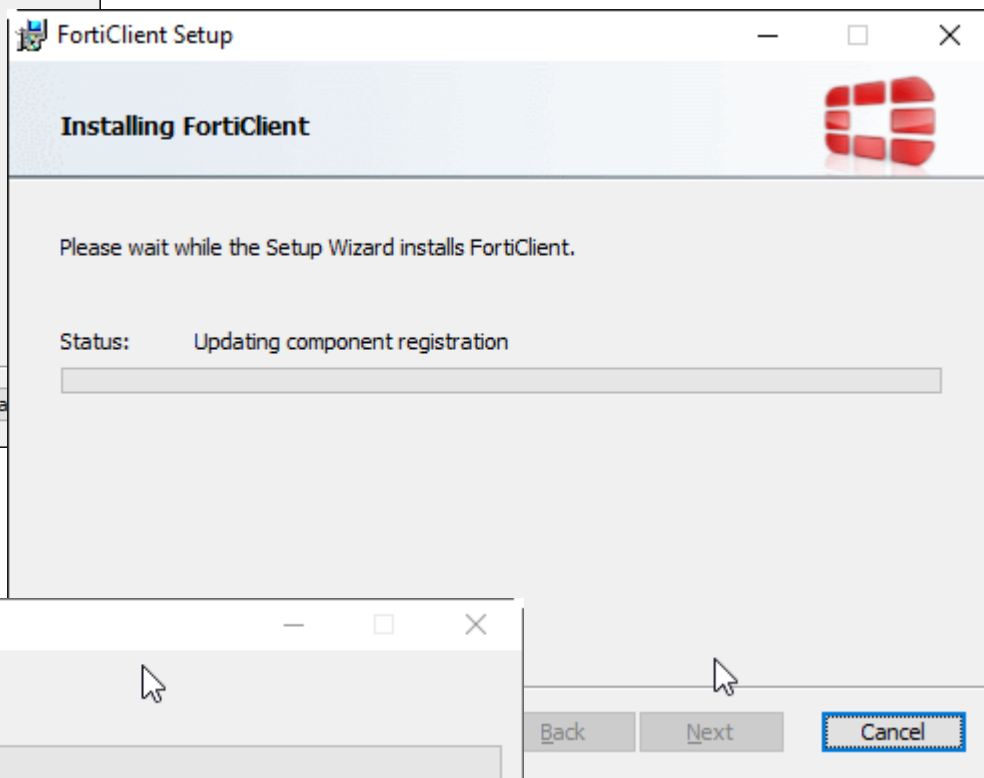 FortiClient Setup
Installing FortiClient
Please wait while the Setup Wizard installs FortiClient.
Status: Updating component registration
Back Next Cancel